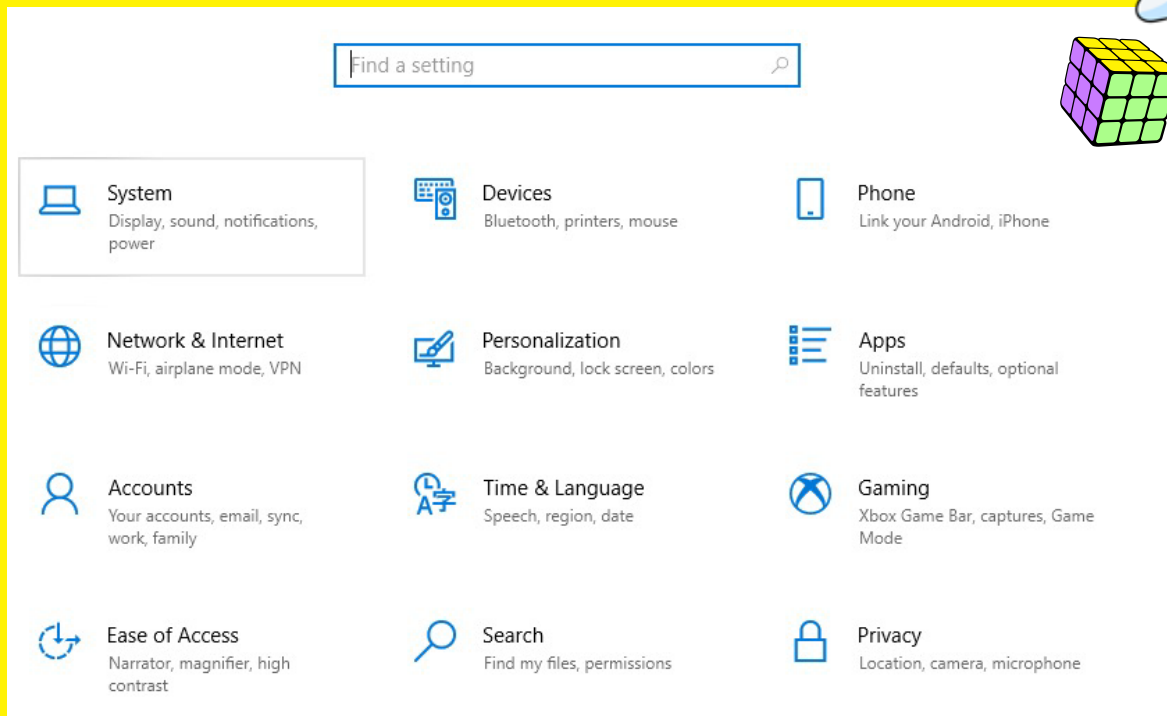 Find a setting
System
Display, sound, notifications,
power
Devices
Bluetooth, printers, mouse
Phone
Link your Android, iPhone
Network & Internet
Wi-Fi, airplane mode, VPN
Personalization
Background, lock screen, colors
Apps
Uninstall, defaults, optional
features
Accounts
Your accounts, email, sync,
work, family
Time & Language
Speech, region, date
Gaming
Xbox Game Bar, captures, Game
Mode
Ease of Access
Narrator, magnifier, high
contrast
Search
Find my files, permissions
Privacy
Location, camera, microphone